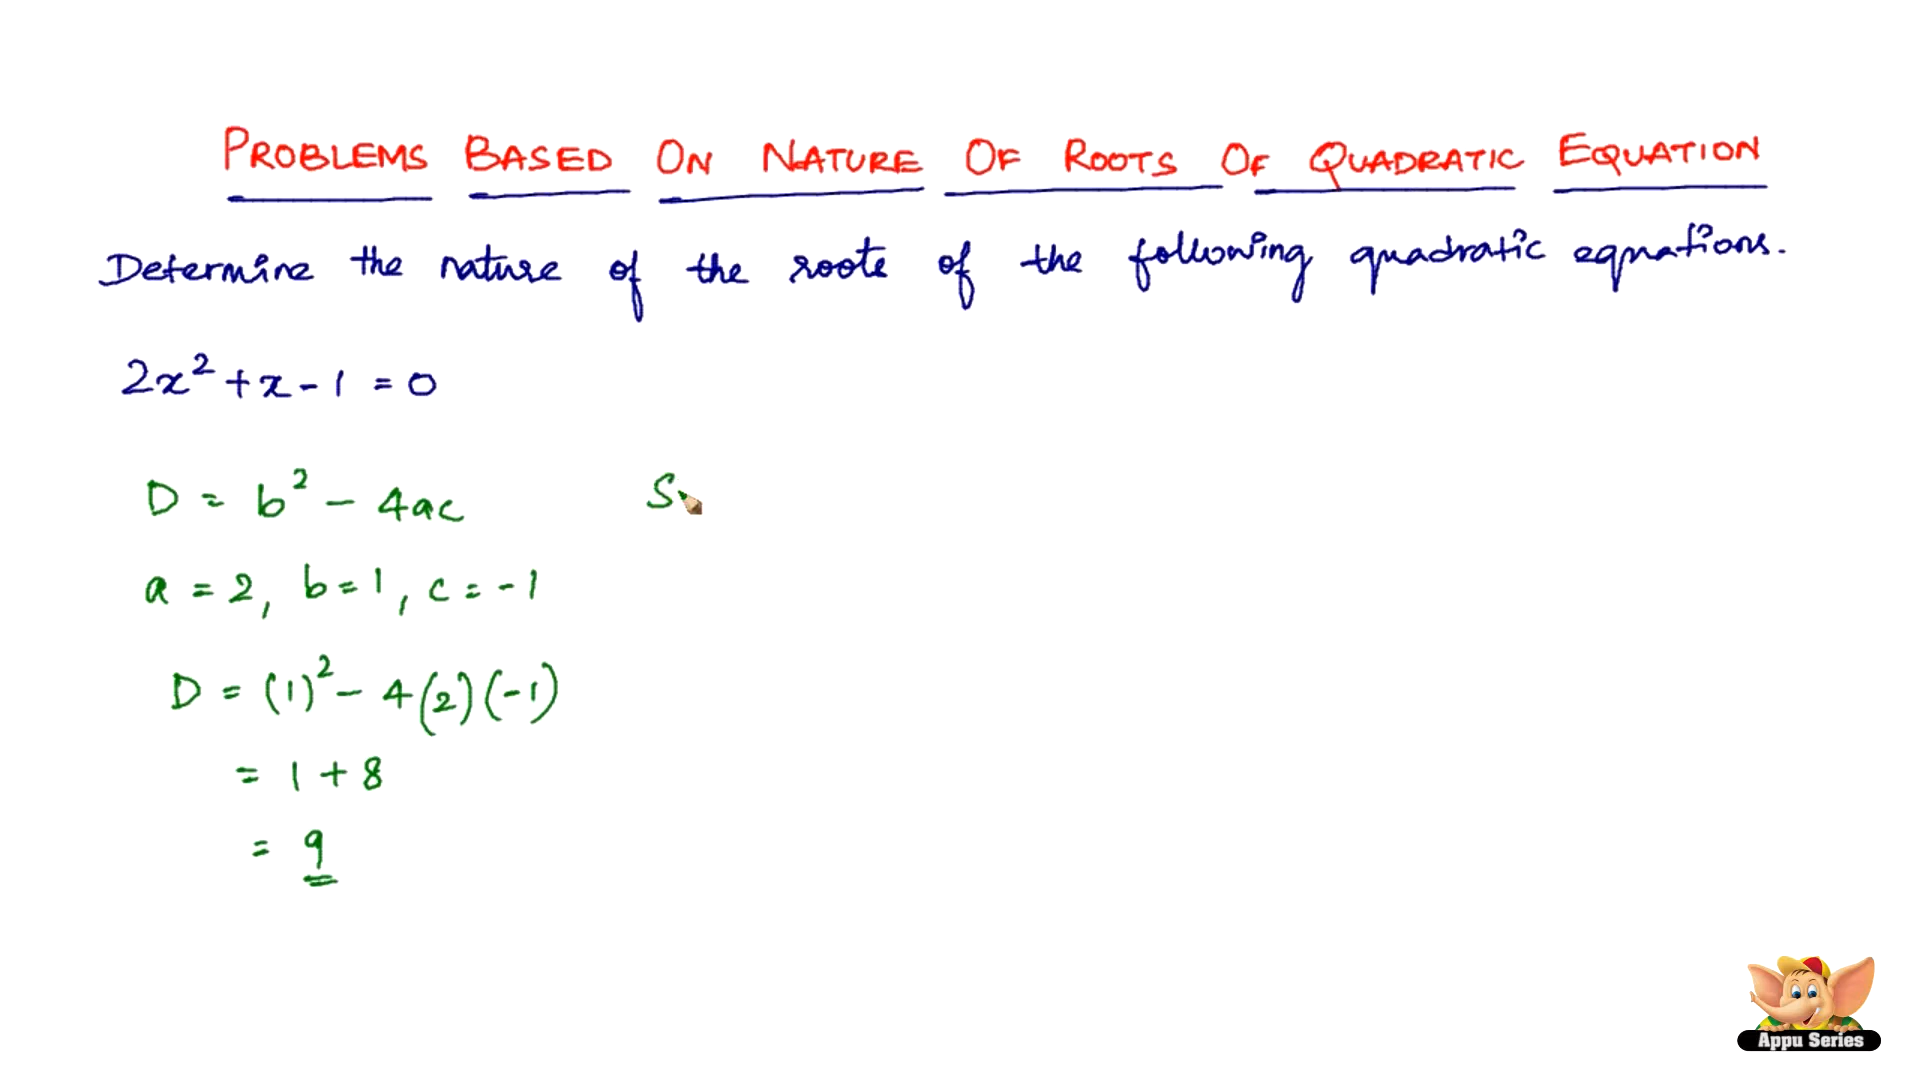 PROBLEMS BASED ON NATURE OF ROOTS OF QUADRATIC EQUATION
Determine the nature of the roots of the following quadratic equations.
2x² + x - 1 = 0
D = b² - 4ac
S
a = 2, b = 1, c = -1
D = (1)² - 4(2)(-1)
= 1 + 8
= 9
Appu Series